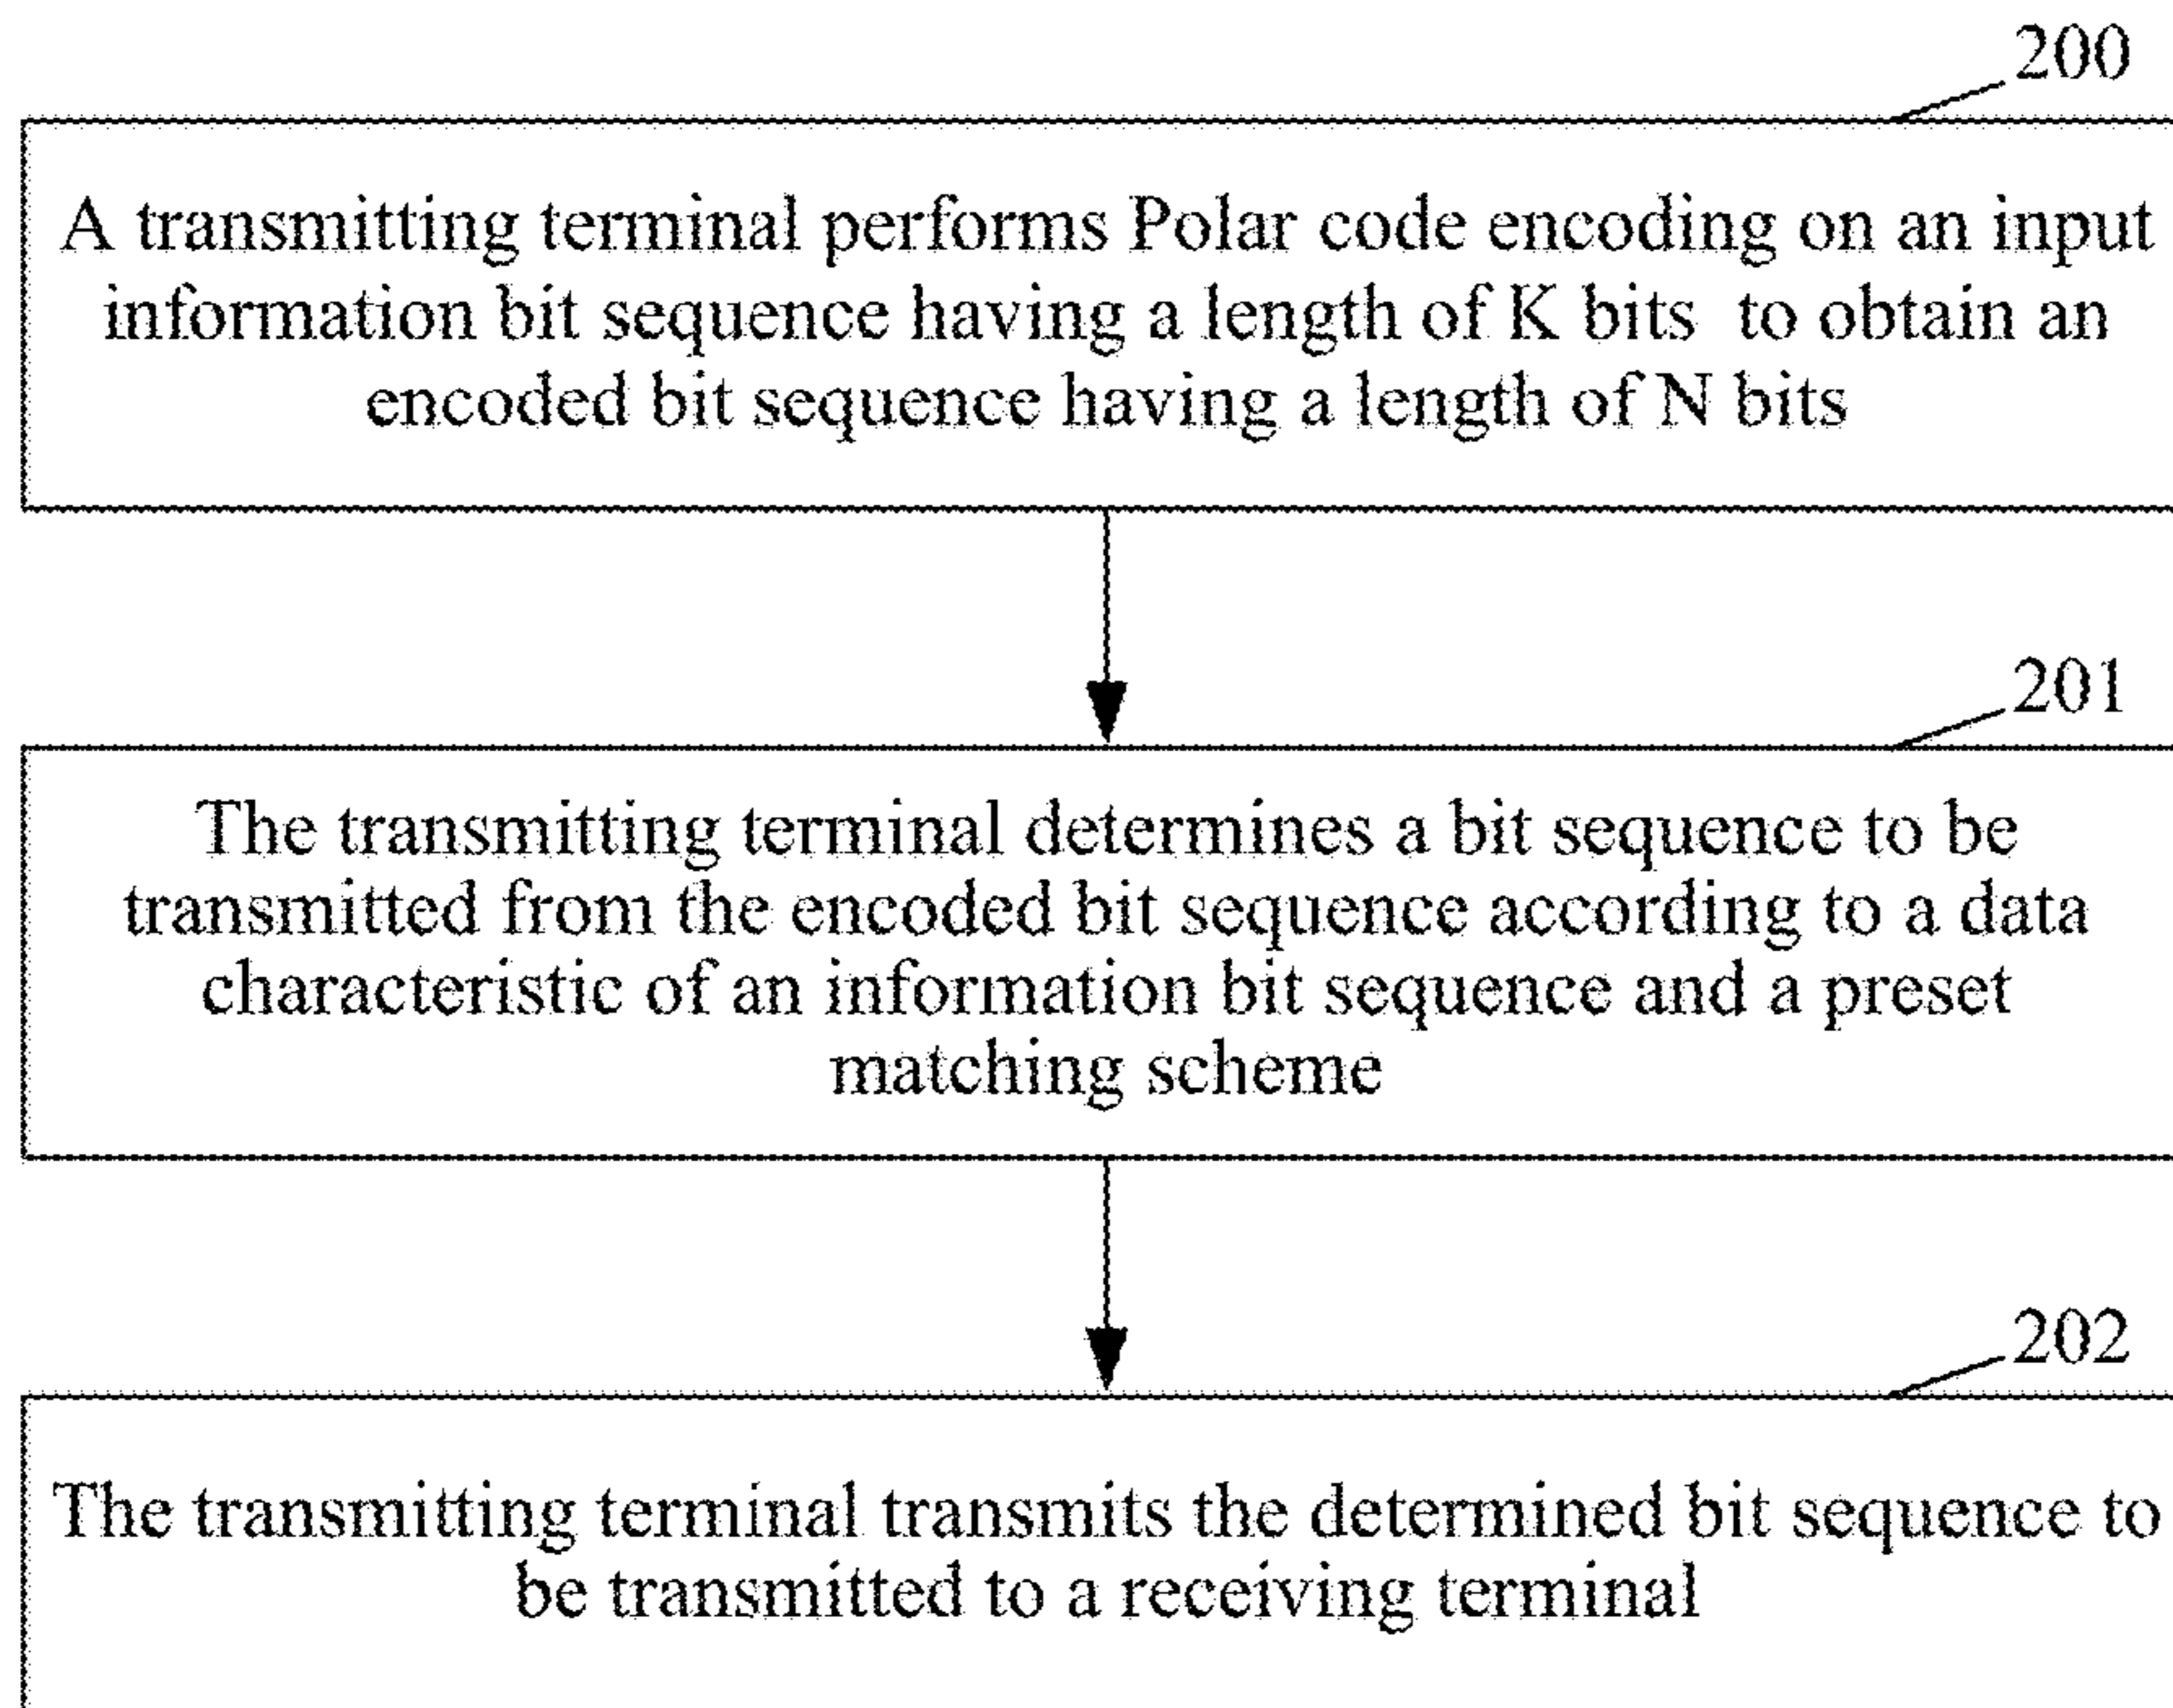 200
A transmitting terminal performs Polar code encoding on an input
information bit sequence having a length of K bits to obtain an
encoded bit sequence having a length of N bits
201
The transmitting terminal determines a bit sequence to be
transmitted from the encoded bit sequence according to a data
characteristic of an information bit sequence and a preset
matching scheme
202
The transmitting terminal transmits the determined bit sequence to
be transmitted to a receiving terminal